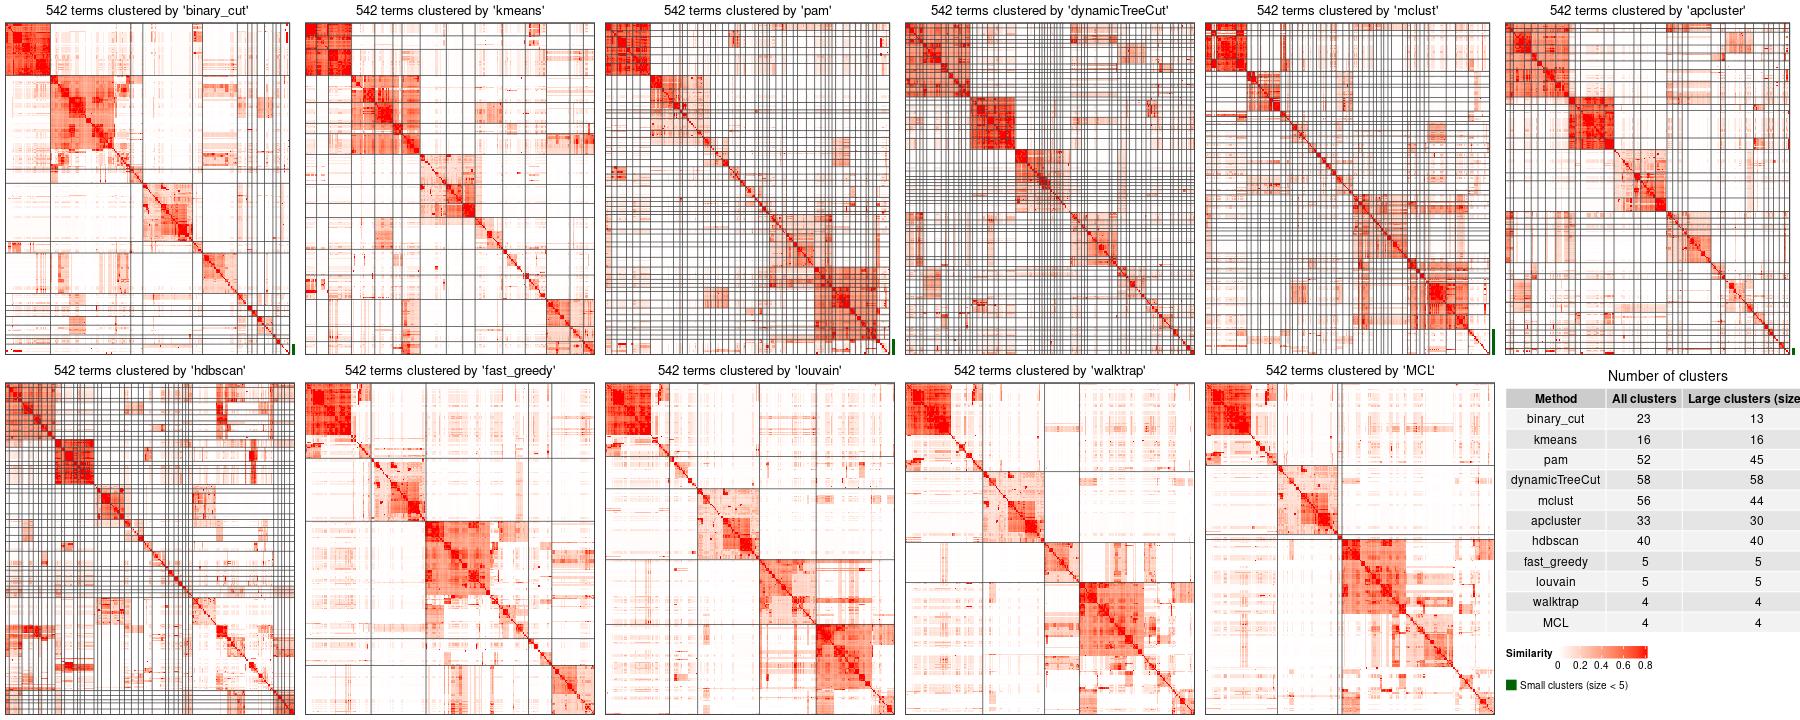 542 terms clustered by 'binary_cut'
542 terms clustered by 'kmeans'
542 terms clustered by 'pam'
542 terms clustered by 'dynamicTreeCut'
542 terms clustered by 'mclust'
542 terms clustered by 'apcluster'
542 terms clustered by 'hdbscan'
542 terms clustered by 'fast_greedy'
542 terms clustered by 'louvain'
542 terms clustered by 'walktrap'
542 terms clustered by 'MCL'
Number of clusters
Method All clusters Large clusters (size
binary_cut 23 13
kmeans 16 16
pam 52 45
dynamicTreeCut 58 58
mclust 56 44
apcluster 33 30
hdbscan 40 40
fast_greedy 5 5
louvain 5 5
walktrap 4 4
MCL 4 4
Similarity
0 0.2 0.4 0.6 0.8
Small clusters (size < 5)